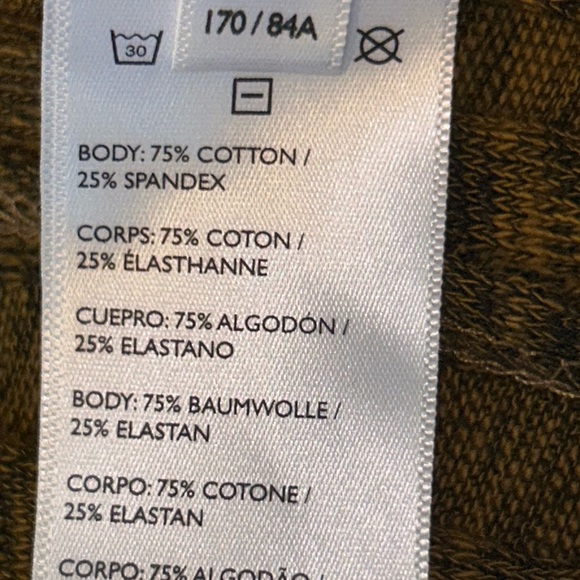 170 / 84A
30
BODY: 75% COTTON /
25% SPANDEX
CORPS: 75% COTON /
25% ÉLASTHANNE
CUEPRO: 75% ALGODÓN /
25% ELASTANO
BODY: 75% BAUMWOLLE /
25% ELASTAN
CORPO: 75% COTONE /
25% ELASTAN
CORPO: 75% ALGODÃO /